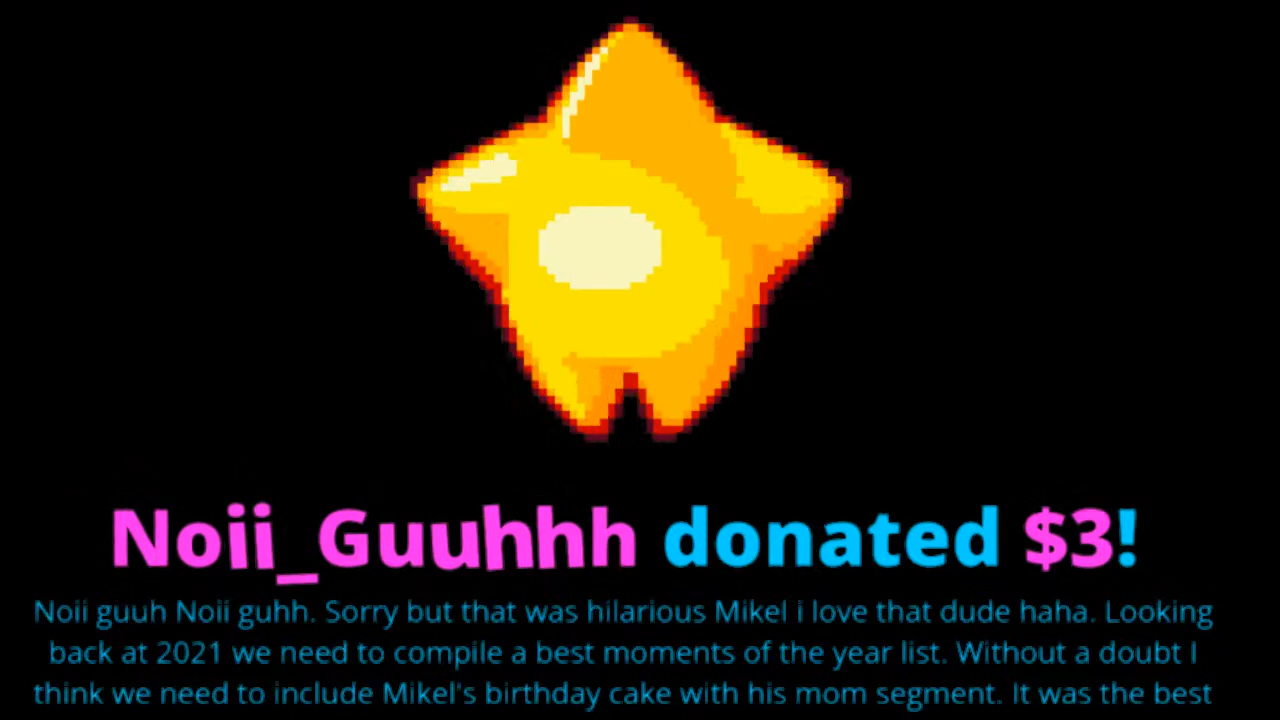 Noii_Guuhhh donated $3!
Noii guuh Noii guhh. Sorry but that was hilarious Mikel i love that dude haha. Looking
back at 2021 we need to compile a best moments of the year list. Without a doubt I
think we need to include Mikel's birthday cake with his mom segment. It was the best